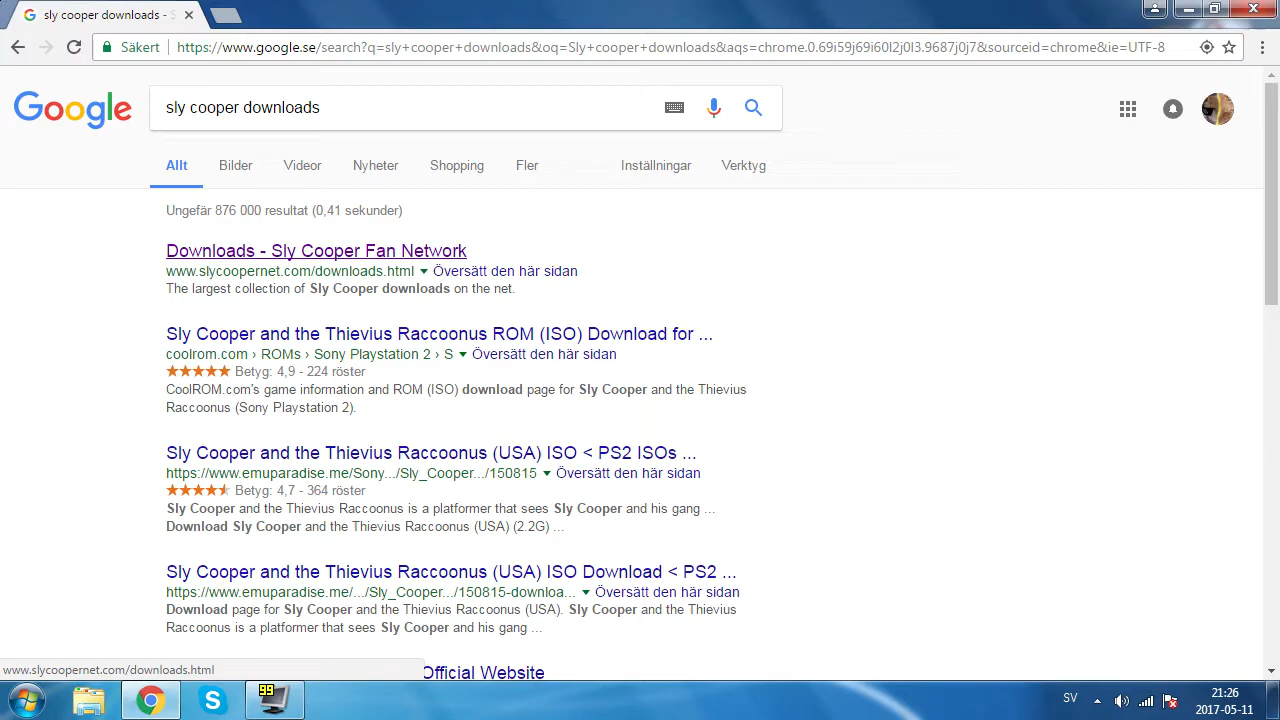 sly cooper downloads - S
Säkert https://www.google.se/search?q=sly+cooper+downloads&oq=Sly+cooper+downloads&aqs=chrome.0.69i59j69i60l2j0l3.9687j0j7&sourceid=chrome&ie=UTF-8
Google sly cooper downloads
Allt Bilder Videor Nyheter Shopping Fler Inställningar Verktyg
Ungefär 876 000 resultat (0,41 sekunder)
Downloads - Sly Cooper Fan Network
www.slycoopernet.com/downloads.html Översätt den här sidan
The largest collection of Sly Cooper downloads on the net.
Sly Cooper and the Thievius Raccoonus ROM (ISO) Download for ...
coolrom.com › ROMs › Sony Playstation 2 › S Översätt den här sidan
Betyg: 4,9 - 224 röster
CoolROM.com's game information and ROM (ISO) download page for Sly Cooper and the Thievius
Raccoonus (Sony Playstation 2).
Sly Cooper and the Thievius Raccoonus (USA) ISO < PS2 ISOs ...
https://www.emuparadise.me/Sony.../Sly_Cooper.../150815 Översätt den här sidan
Betyg: 4,7 - 364 röster
Sly Cooper and the Thievius Raccoonus is a platformer that sees Sly Cooper and his gang ...
Download Sly Cooper and the Thievius Raccoonus (USA) (2.2G) ...
Sly Cooper and the Thievius Raccoonus (USA) ISO Download < PS2 ...
https://www.emuparadise.me/.../Sly_Cooper.../150815-downloa... Översätt den här sidan
Download page for Sly Cooper and the Thievius Raccoonus (USA). Sly Cooper and the Thievius
Raccoonus is a platformer that sees Sly Cooper and his gang ...
www.slycoopernet.com/downloads.html Official Website
99 SV 21:26
2017-05-11